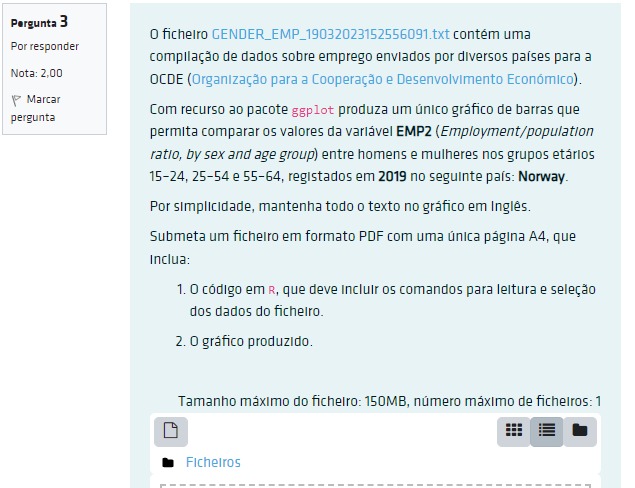 Pergunta 3
Por responder
Nota: 2,00
Marcar
pergunta
O ficheiro GENDER_EMP_19032023152556091.txt contém uma
compilação de dados sobre emprego enviados por diversos países para a
OCDE (Organização para a Cooperação e Desenvolvimento Económico).
Com recurso ao pacote ggplot produza um único gráfico de barras que
permita comparar os valores da variável EMP2 (Employment/population
ratio, by sex and age group) entre homens e mulheres nos grupos etários
15-24, 25-54 e 55-64, registados em 2019 no seguinte país: Norway.
Por simplicidade, mantenha todo o texto no gráfico em Inglês.
Submeta um ficheiro em formato PDF com uma única página A4, que
inclua:
1. O código em R, que deve incluir os comandos para leitura e seleção
dos dados do ficheiro.
2. O gráfico produzido.
Tamanho máximo do ficheiro: 150MB, número máximo de ficheiros: 1
Ficheiros